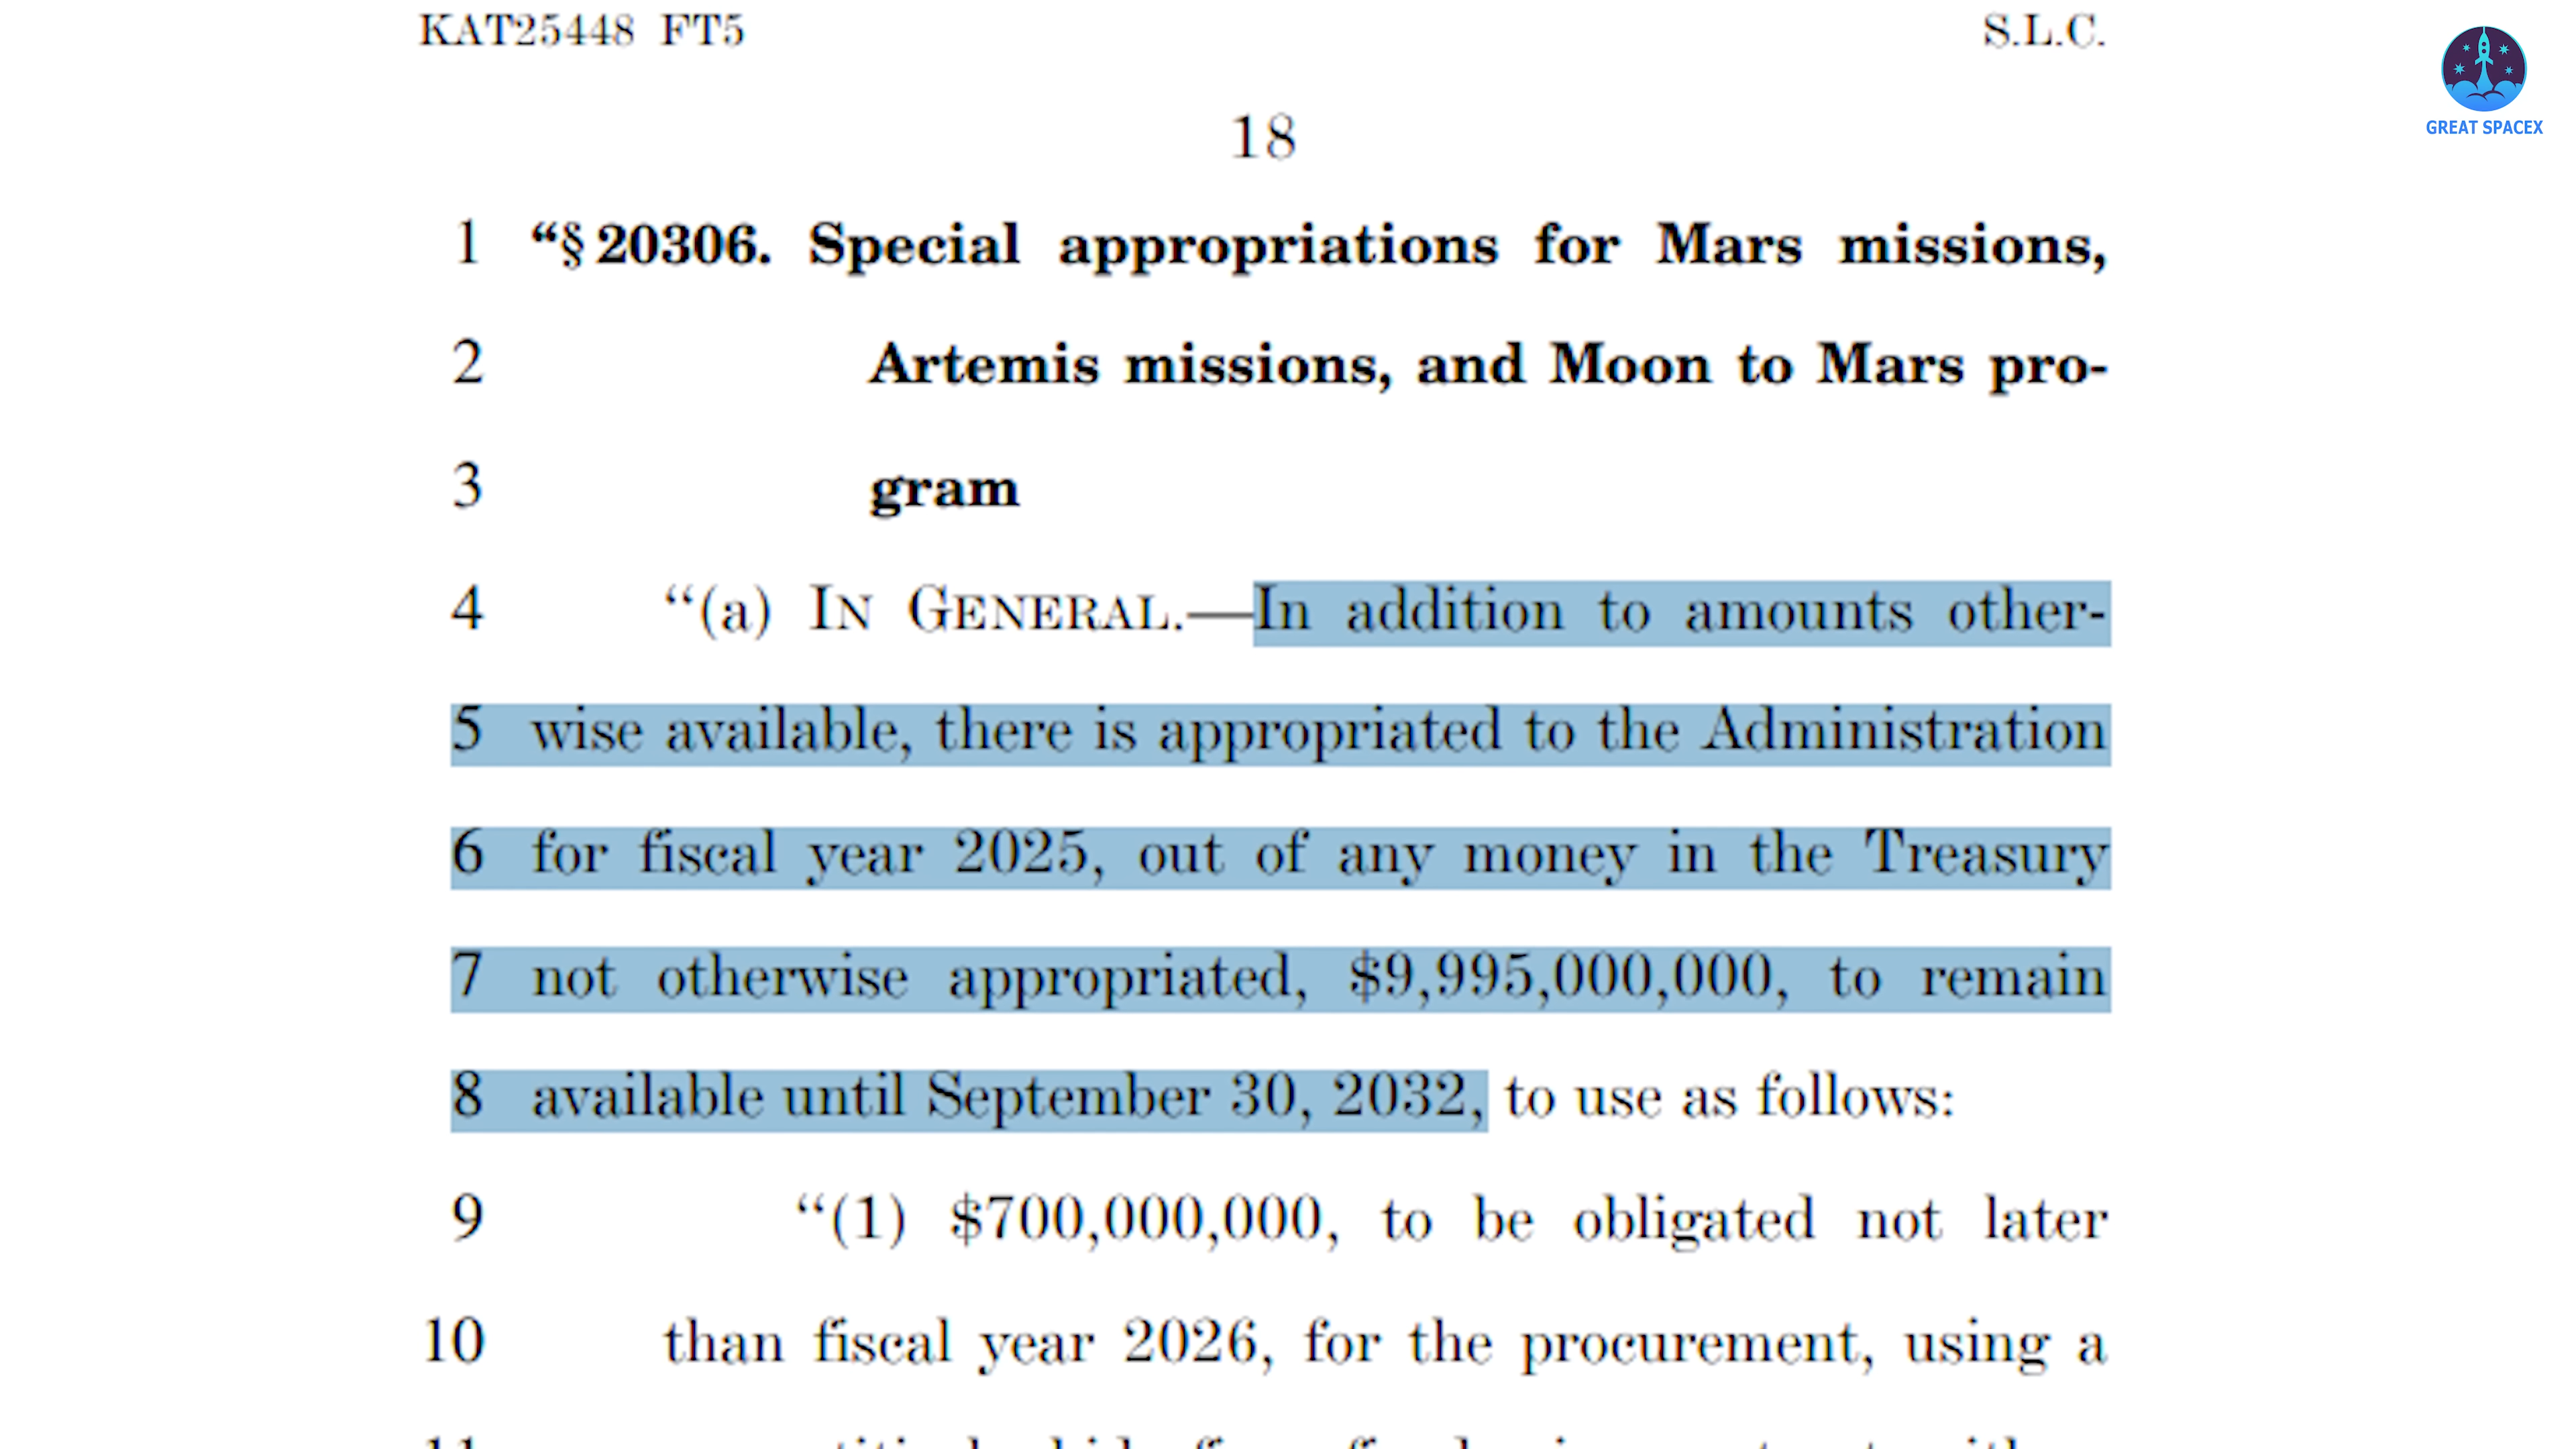 KAT25448 FT5 S.L.C.
GREAT SPACEX
18
1 “§ 20306. Special appropriations for Mars missions,
2 Artemis missions, and Moon to Mars pro-
3 gram
4 “(a) IN GENERAL.—In addition to amounts other-
5 wise available, there is appropriated to the Administration
6 for fiscal year 2025, out of any money in the Treasury
7 not otherwise appropriated, $9,995,000,000, to remain
8 available until September 30, 2032, to use as follows:
9 “(1) $700,000,000, to be obligated not later
10 than fiscal year 2026, for the procurement, using a